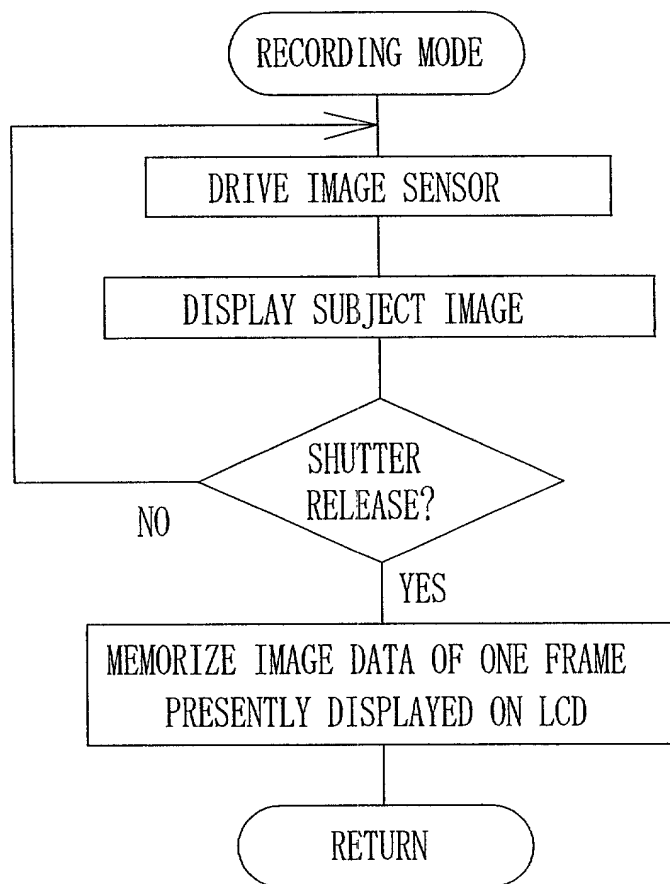 RECORDING MODE
DRIVE IMAGE SENSOR
DISPLAY SUBJECT IMAGE
SHUTTER
RELEASE?
NO
YES
MEMORIZE IMAGE DATA OF ONE FRAME
PRESENTLY DISPLAYED ON LCD
RETURN